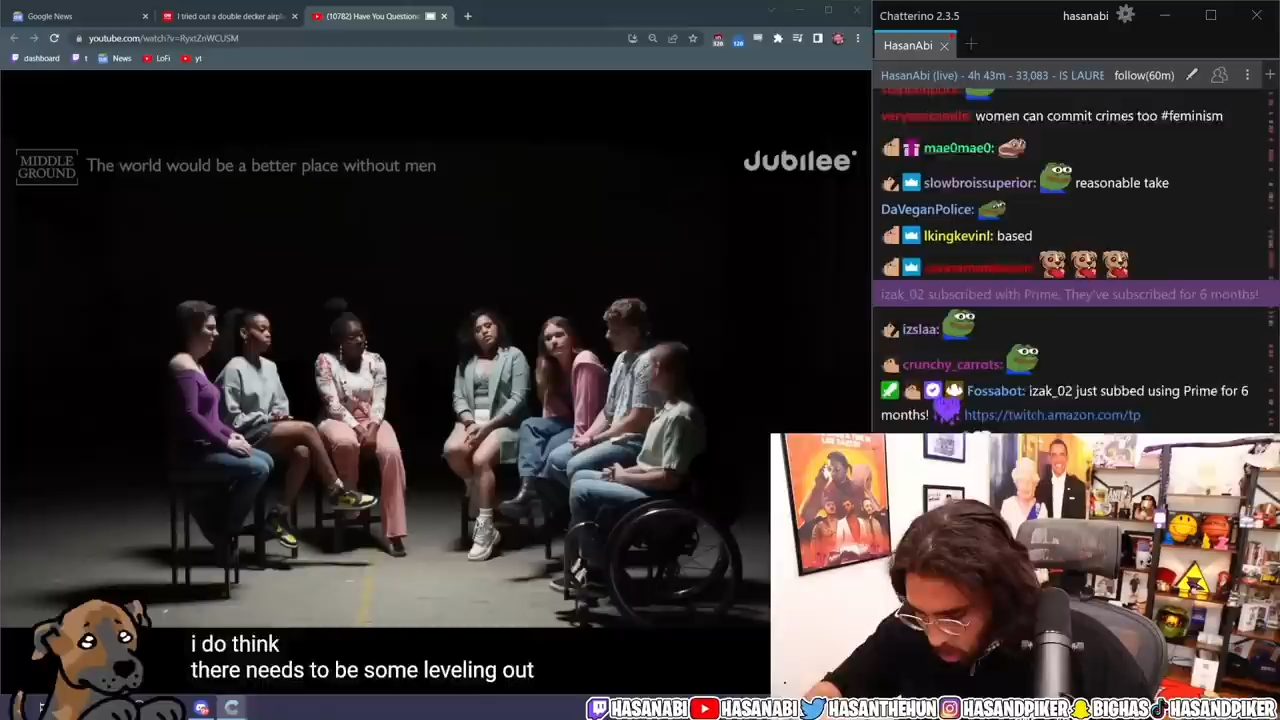 Google News
I tried out a double decker airpl
(10782) Have You Question
youtube.com/watch?v=RyxtZnWCUSM
dashboard
t
News
LoFi
yt
MIDDLE
GROUND
The world would be a better place without men
Jubilee
i do think
there needs to be some leveling out
Chatterino 2.3.5
hasanabi
HasanAbi
HasanAbi (live) - 4h 43m - 33,083 - IS LAURE
follow(60m)
women can commit crimes too #feminism
mae0mae0:
slowbroissuperior: reasonable take
DaVeganPolice:
lkingkevinl: based
izak_02 subscribed with Prime. They've subscribed for 6 months!
izslaa:
crunchy_carrots:
Fossabot: izak_02 just subbed using Prime for 6
months! https://twitch.amazon.com/tp
HASANABI HASANABI HASANTHEHUN HASANDPIKER BIGHAS HASANDPIKER